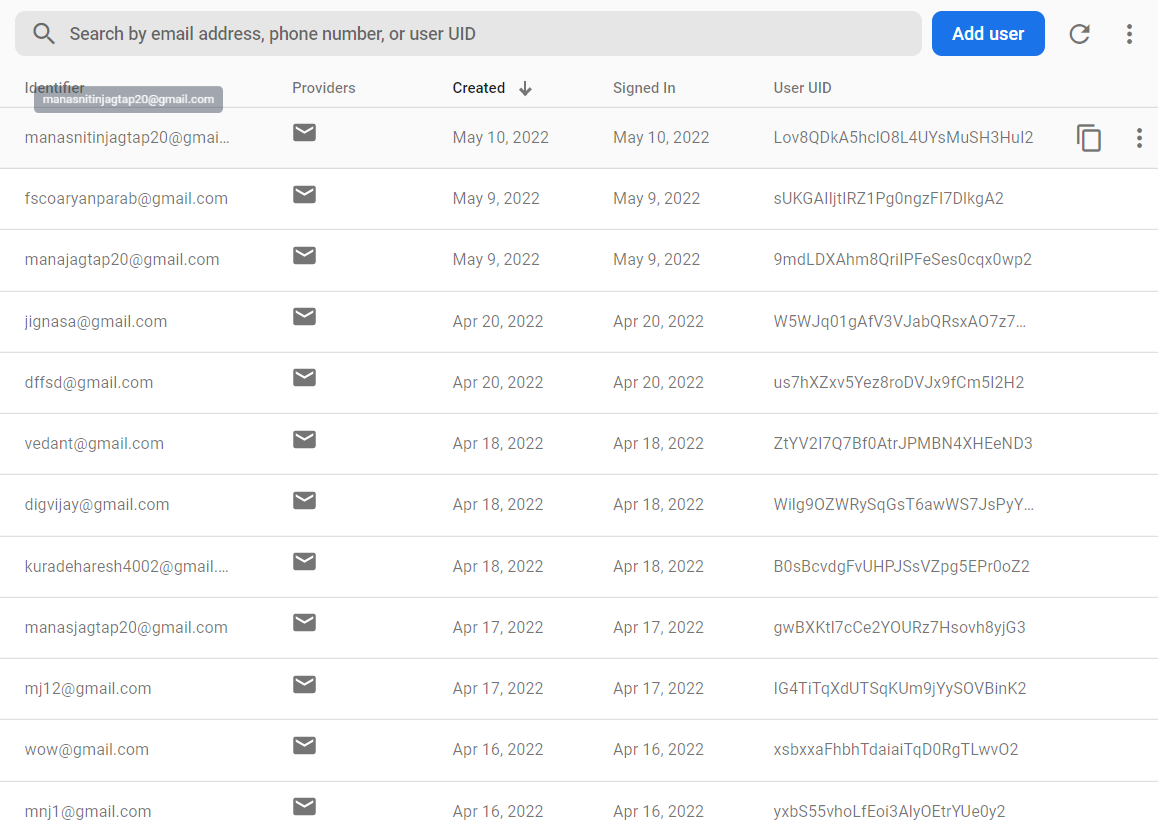 Search by email address, phone number, or user UID Add user
Identifier Providers Created Signed In User UID
manasnitinjagtap20@gmail.com
manasnitinjagtap20@gmai... May 10, 2022 May 10, 2022 Lov8QDkA5hclO8L4UYsMuSH3Hul2
fscoaryanparab@gmail.com May 9, 2022 May 9, 2022 sUKGAIljtIRZ1Pg0ngzFI7DlkgA2
manajagtap20@gmail.com May 9, 2022 May 9, 2022 9mdLDXAhm8QriIPFeSes0cqx0wp2
jignasa@gmail.com Apr 20, 2022 Apr 20, 2022 W5WJq01gAfV3VJabQRsxAO7z7...
dffsd@gmail.com Apr 20, 2022 Apr 20, 2022 us7hXZxv5Yez8roDVJx9fCm5I2H2
vedant@gmail.com Apr 18, 2022 Apr 18, 2022 ZtYV2I7Q7Bf0AtrJPMBN4XHEeND3
digvijay@gmail.com Apr 18, 2022 Apr 18, 2022 Wilg9OZWRySqGsT6awWS7JsPyY...
kuradeharesh4002@gmail.... Apr 18, 2022 Apr 18, 2022 B0sBcvdgFvUHPJSsVZpg5EPr0oZ2
manasjagtap20@gmail.com Apr 17, 2022 Apr 17, 2022 gwBXKtI7cCe2YOURz7Hsovh8yjG3
mj12@gmail.com Apr 17, 2022 Apr 17, 2022 IG4TiTqXdUTSqKUm9jYySOVBinK2
wow@gmail.com Apr 16, 2022 Apr 16, 2022 xsbxxaFhbhTdaiaiTqD0RgTLwvO2
mnj1@gmail.com Apr 16, 2022 Apr 16, 2022 yxbS55vhoLfEoi3AlyOEtrYUe0y2